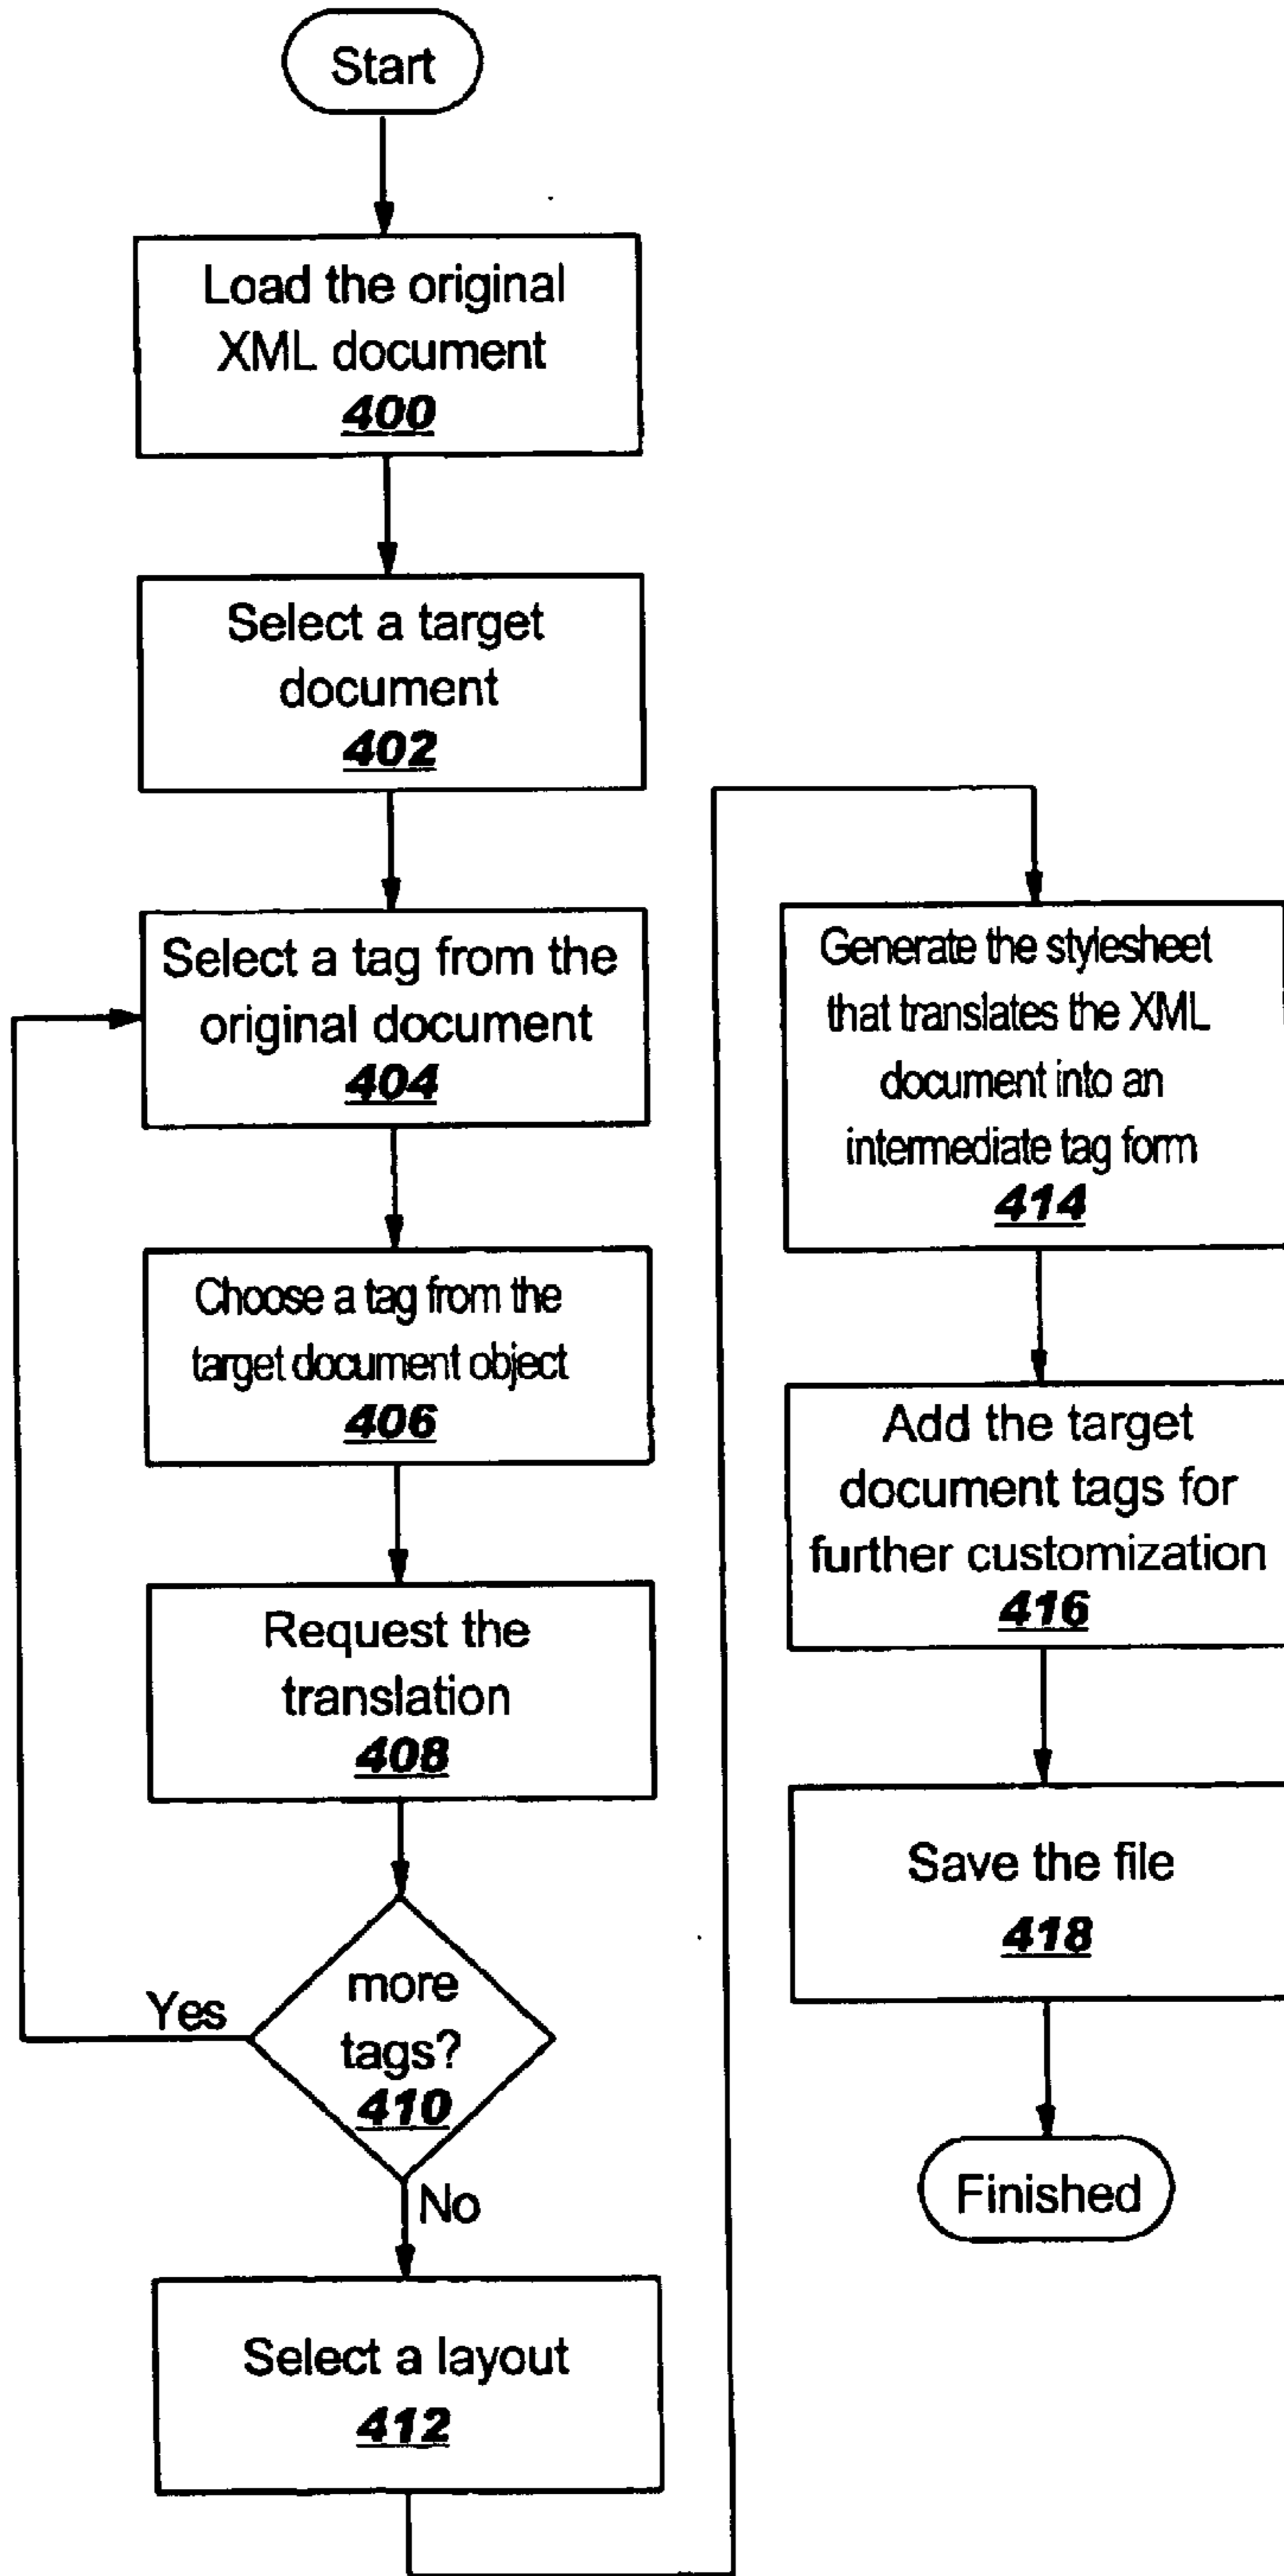 Start
Load the original
XML document
400
Select a target
document
402
Select a tag from the
original document
404
Choose a tag from the
target document object
406
Request the
translation
408
more
tags?
410
Yes
No
Select a layout
412
Generate the stylesheet
that translates the XML
document into an
intermediate tag form
414
Add the target
document tags for
further customization
416
Save the file
418
Finished